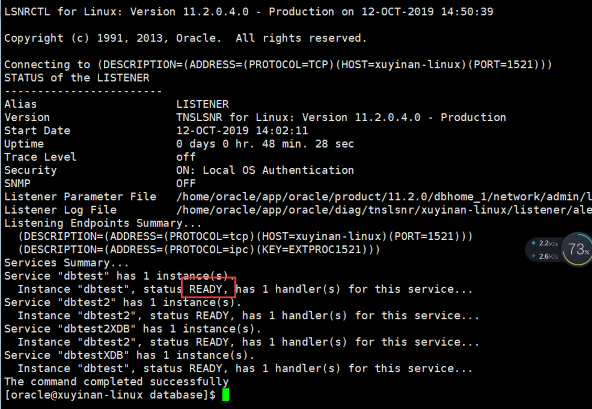 LSNRCTL for Linux: Version 11.2.0.4.0 - Production on 12-OCT-2019 14:50:39
Copyright (c) 1991, 2013, Oracle.  All rights reserved.
Connecting to (DESCRIPTION=(ADDRESS=(PROTOCOL=TCP)(HOST=xuyinan-linux)(PORT=1521)))
STATUS of the LISTENER
------------------------
Alias                     LISTENER
Version                   TNSLSNR for Linux: Version 11.2.0.4.0 - Production
Start Date                12-OCT-2019 14:02:11
Uptime                    0 days 0 hr. 48 min. 28 sec
Trace Level               off
Security                  ON: Local OS Authentication
SNMP                      OFF
Listener Parameter File   /home/oracle/app/oracle/product/11.2.0/dbhome_1/network/admin/l
Listener Log File         /home/oracle/app/oracle/diag/tnslsnr/xuyinan-linux/listener/ale
Listening Endpoints Summary...
  (DESCRIPTION=(ADDRESS=(PROTOCOL=tcp)(HOST=xuyinan-linux)(PORT=1521)))
  (DESCRIPTION=(ADDRESS=(PROTOCOL=ipc)(KEY=EXTPROC1521)))
2.2K/s
2.6K/s
73%
Services Summary...
Service "dbtest" has 1 instance(s).
  Instance "dbtest", status READY, has 1 handler(s) for this service...
Service "dbtest2" has 1 instance(s).
  Instance "dbtest2", status READY, has 1 handler(s) for this service...
Service "dbtest2XDB" has 1 instance(s).
  Instance "dbtest2", status READY, has 1 handler(s) for this service...
Service "dbtestXDB" has 1 instance(s).
  Instance "dbtest", status READY, has 1 handler(s) for this service...
The command completed successfully
[oracle@xuyinan-linux database]$